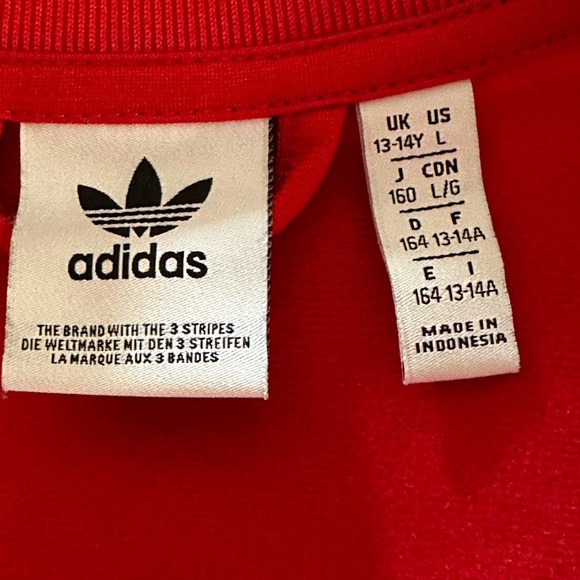 adidas
THE BRAND WITH THE 3 STRIPES
DIE WELTMARKE MIT DEN 3 STREIFEN
LA MARQUE AUX 3 BANDES
UK US
13-14Y L
J CDN
160 L/G
D F
164 13-14A
E I
164 13-14A
MADE IN
INDONESIA